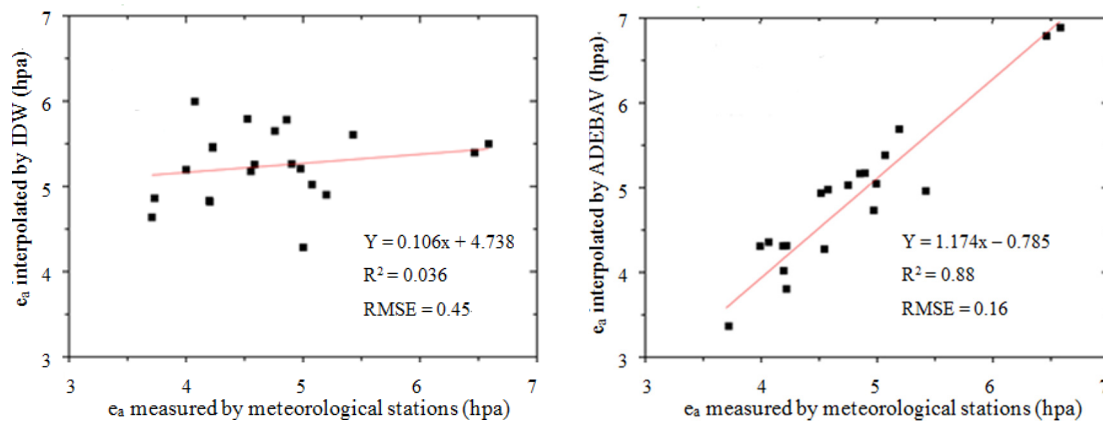 7
6
5
4
3
3 4 5 6 7
eₐ interpolated by IDW (hpa)
eₐ measured by meteorological stations (hpa)
Y = 0.106x + 4.738
R² = 0.036
RMSE = 0.45
7
6
5
4
3
3 4 5 6 7
eₐ interpolated by ADEBAV (hpa)
eₐ measured by meteorological stations (hpa)
Y = 1.174x – 0.785
R² = 0.88
RMSE = 0.16